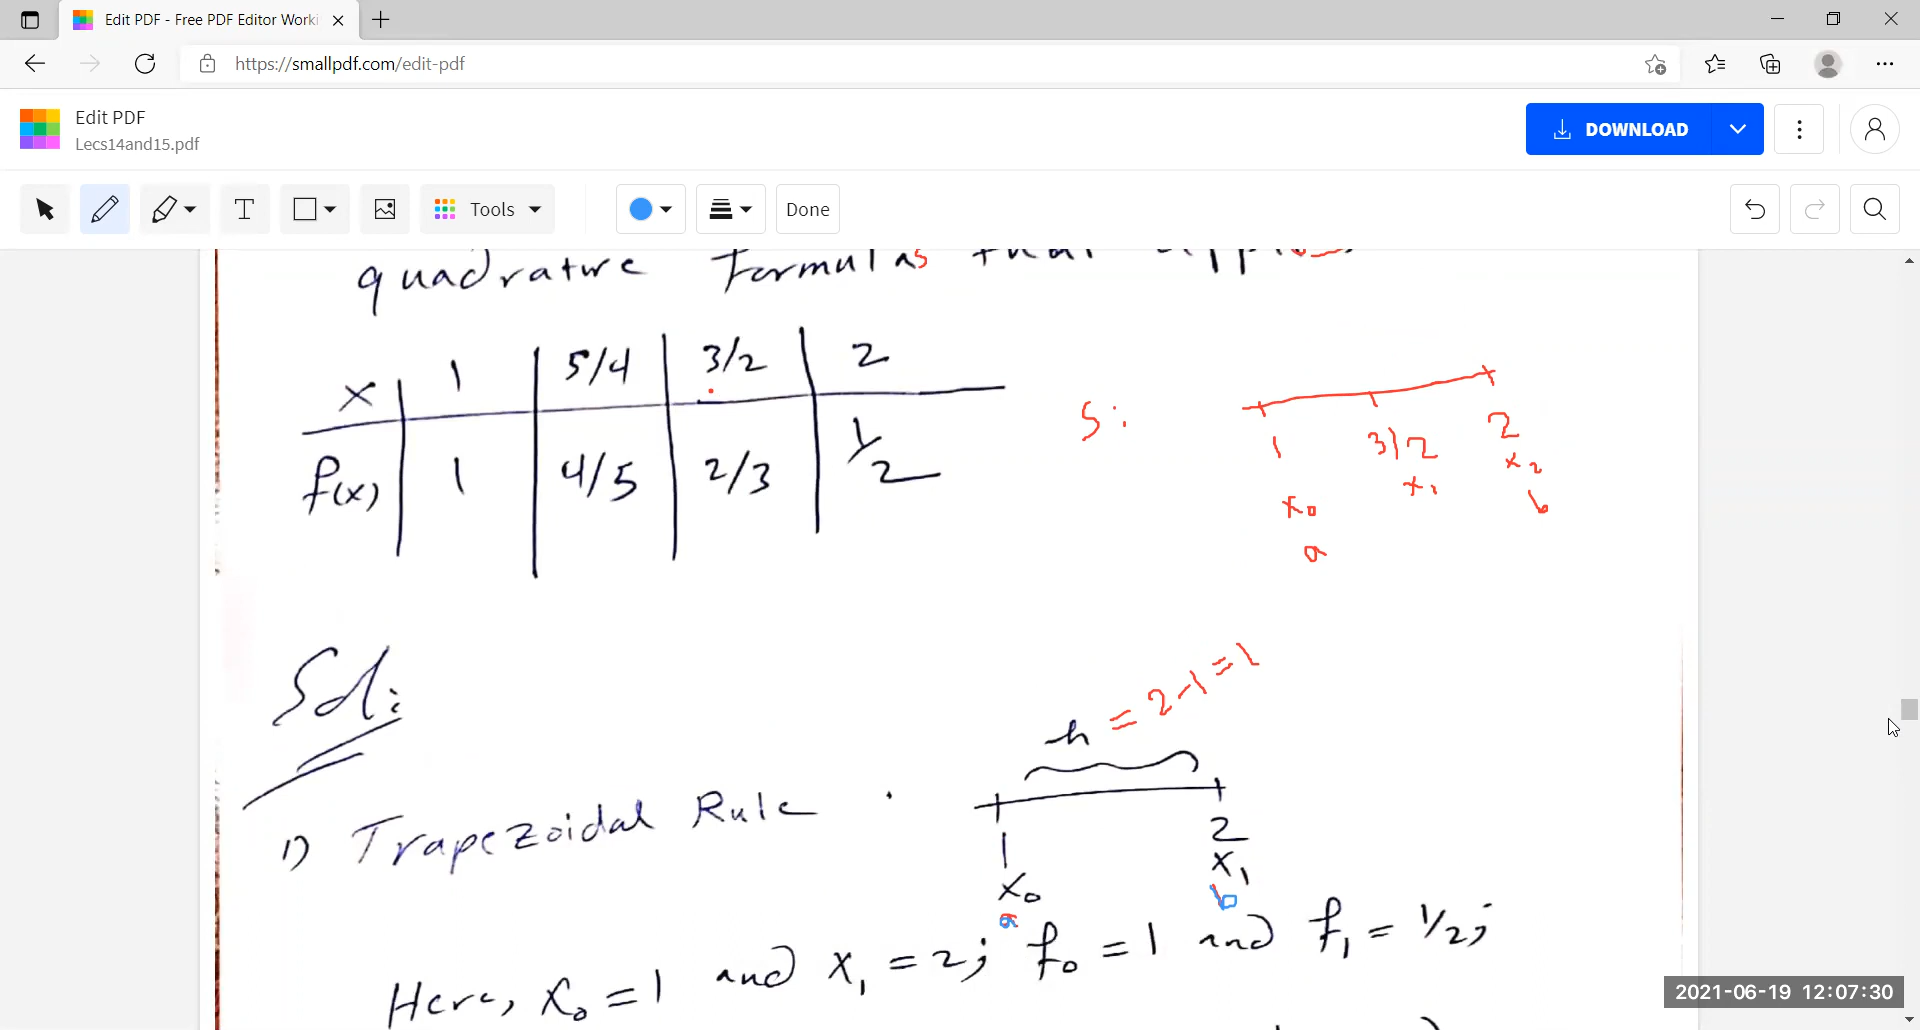 Edit PDF - Free PDF Editor Worki
https://smallpdf.com/edit-pdf
Edit PDF
Lecs14and15.pdf
DOWNLOAD
T
Tools
Done
quadrature formulas that
x | 1 | 5/4 | 3/2 | 2
f(x) | 1 | 4/5 | 2/3 | 1/2
S:
1 3/2 2
x₀ x₁ x₂
a b
Sol:
h = 2-1 = 1
1) Trapezoidal Rule
1 2
x₀ x₁
a b
Here, x₀ = 1 and x₁ = 2; f₀ = 1 and f₁ = 1/2;
2021-06-19 12:07:30